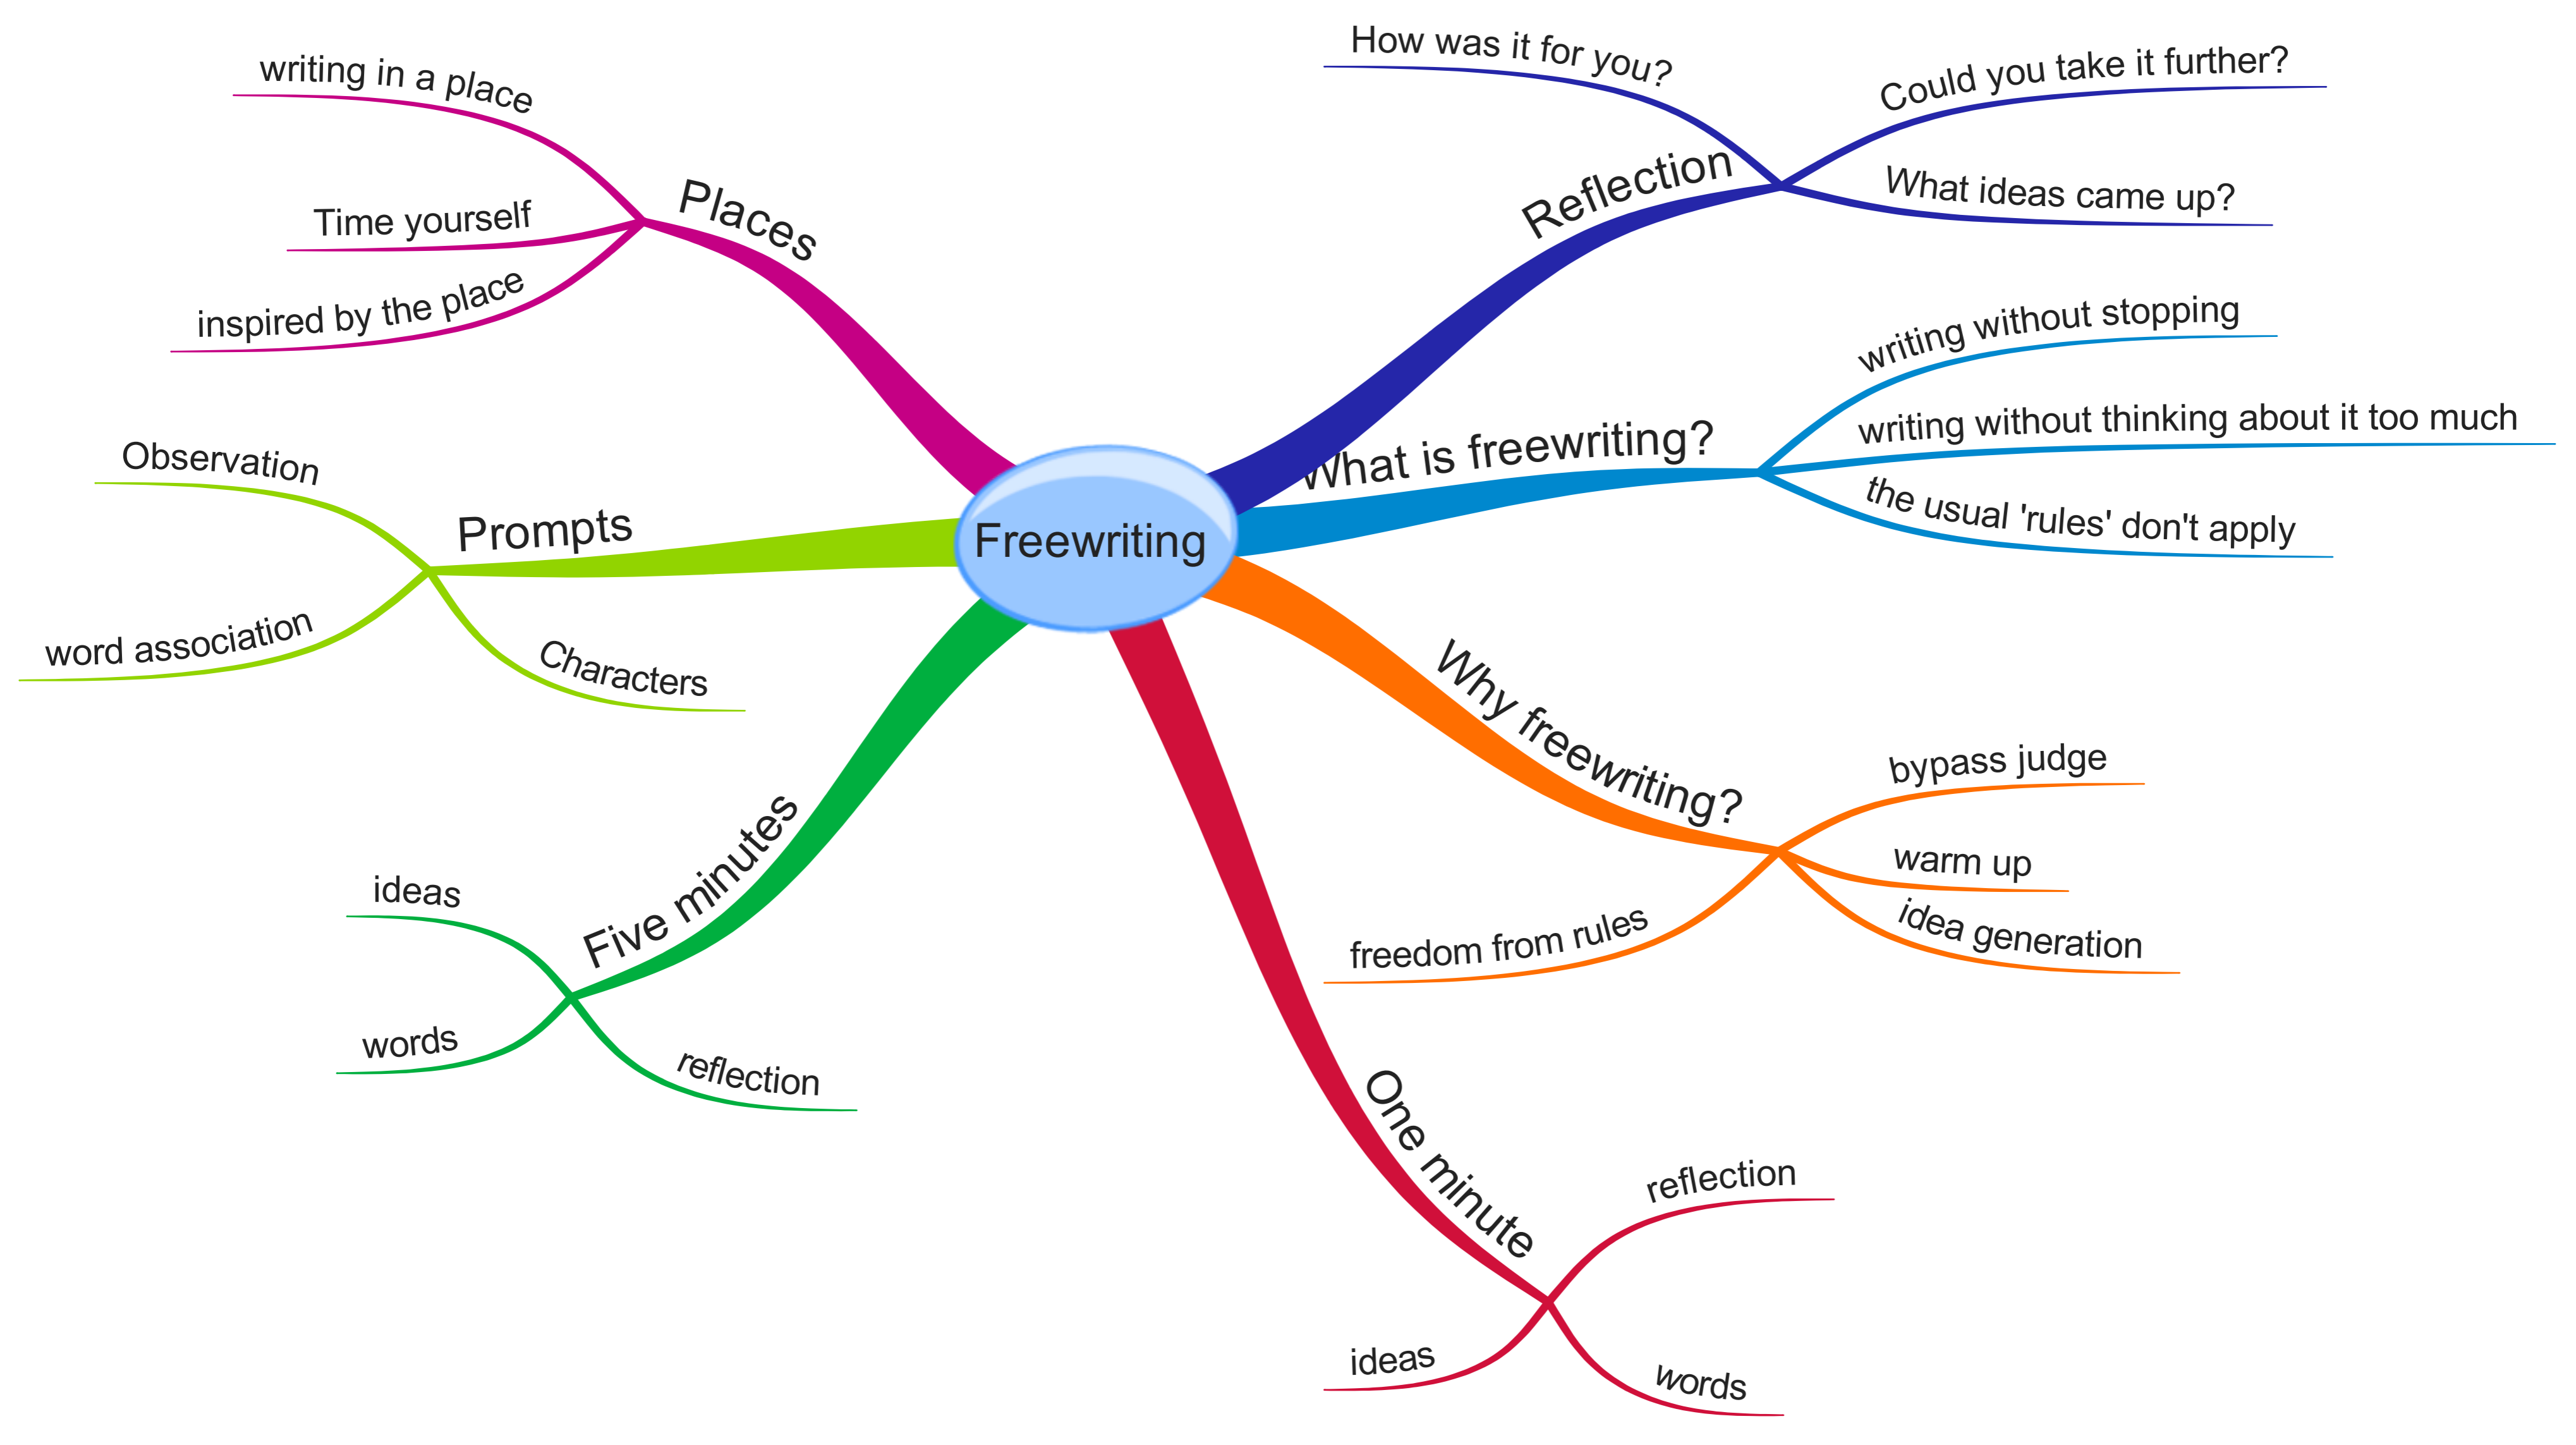 Freewriting
Reflection
How was it for you?
Could you take it further?
What ideas came up?
What is freewriting?
writing without stopping
writing without thinking about it too much
the usual 'rules' don't apply
Why freewriting?
bypass judge
warm up
idea generation
freedom from rules
One minute
reflection
words
ideas
Five minutes
ideas
words
reflection
Prompts
Observation
word association
Characters
Places
writing in a place
Time yourself
inspired by the place